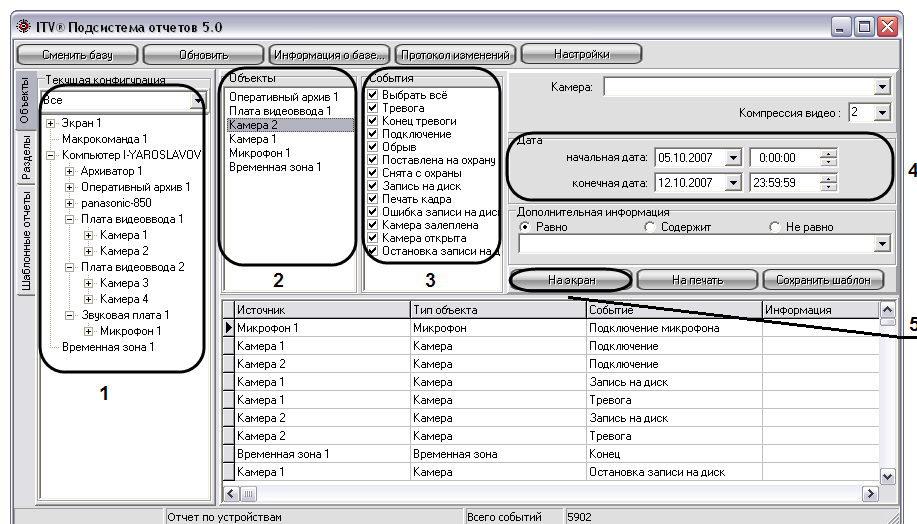 ITV® Подсистема отчетов 5.0
Сменить базу
Обновить
Информация о базе...
Протокол изменений
Настройки
Объекты
Разделы
Шаблонные отчеты
Текущая конфигурация
Все
Экран 1
Макрокоманда 1
Компьютер I-YAROSLAVOV
Архиватор 1
Оперативный архив 1
panasonic-850
Плата видеоввода 1
Камера 1
Камера 2
Плата видеоввода 2
Камера 3
Камера 4
Звуковая плата 1
Микрофон 1
Временная зона 1
1
Объекты
Оперативный архив 1
Плата видеоввода 1
Камера 2
Камера 1
Микрофон 1
Временная зона 1
2
События
Выбрать всё
Тревога
Конец тревоги
Подключение
Обрыв
Поставлена на охрану
Снята с охраны
Запись на диск
Печать кадра
Ошибка записи на дис
Камера залеплена
Камера открыта
Остановка записи на д
3
Камера:
Компрессия видео : 2
Дата
начальная дата: 05.10.2007 0:00:00
конечная дата: 12.10.2007 23:59:59
4
Дополнительная информация
Равно Содержит Не равно
На экран На печать Сохранить шаблон
5
Источник Тип объекта Событие Информация
Микрофон 1 Микрофон Подключение микрофона
Камера 1 Камера Подключение
Камера 2 Камера Подключение
Камера 1 Камера Запись на диск
Камера 1 Камера Тревога
Камера 2 Камера Запись на диск
Камера 2 Камера Тревога
Временная зона 1 Временная зона Конец
Камера 1 Камера Остановка записи на диск
Отчет по устройствам Всего событий 5902